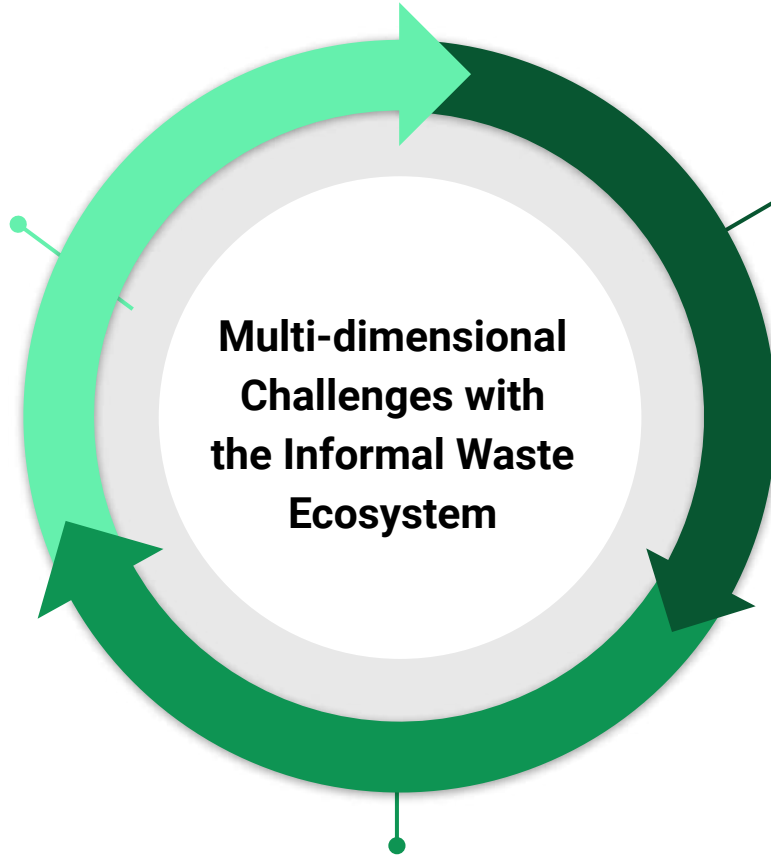 Multi-dimensional
Challenges with
the Informal Waste
Ecosystem